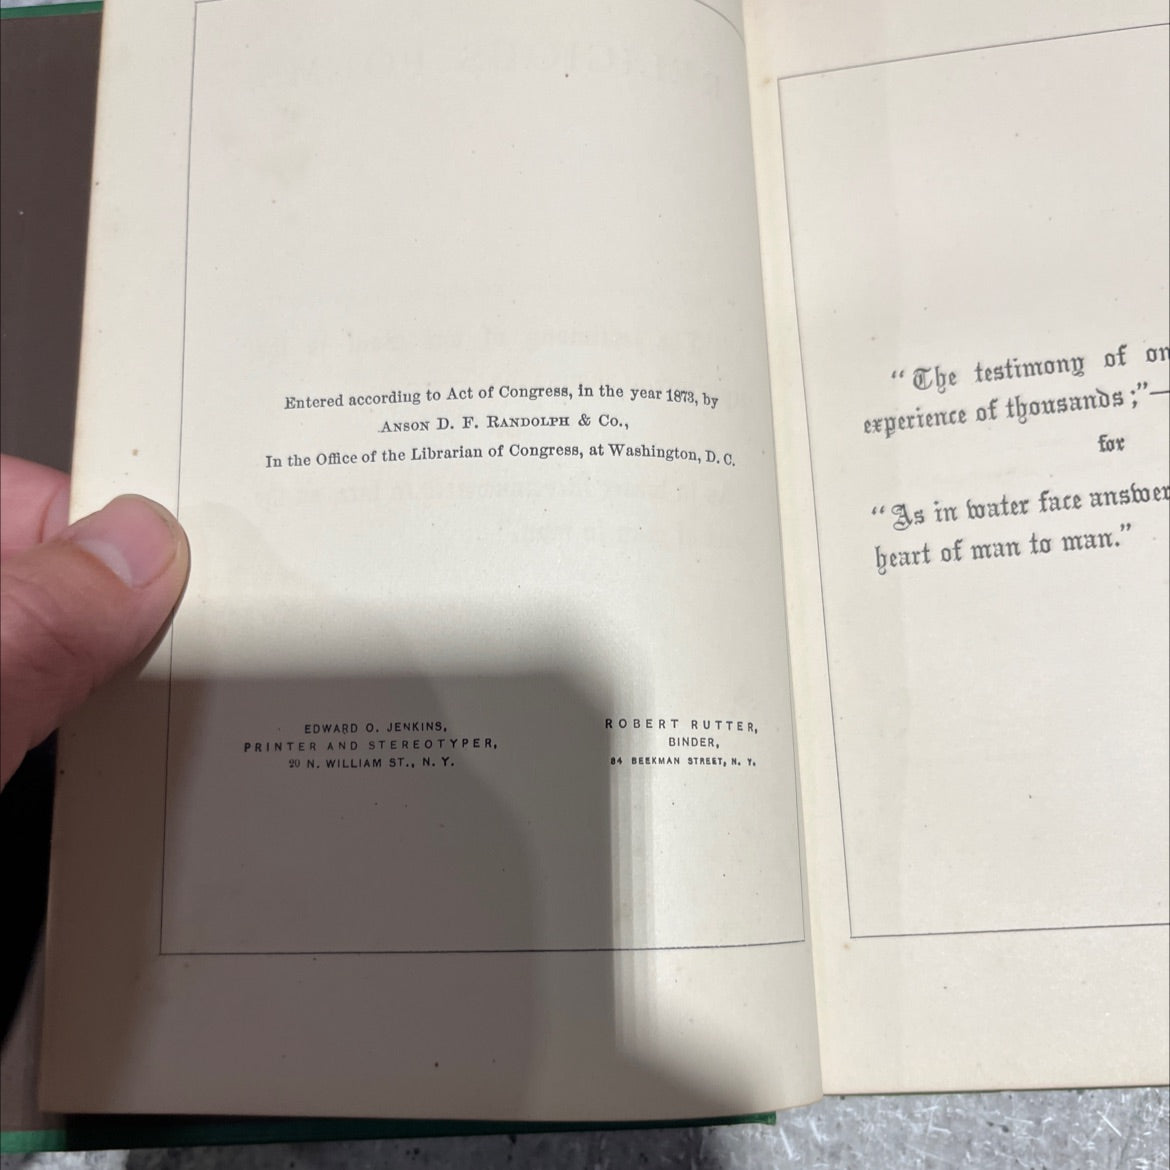 Entered according to Act of Congress, in the year 1873, by
ANSON D. F. RANDOLPH & Co.,
In the Office of the Librarian of Congress, at Washington, D. C.
EDWARD O. JENKINS,
PRINTER AND STEREOTYPER,
20 N. WILLIAM ST., N. Y.
ROBERT RUTTER,
BINDER,
84 BEEKMAN STREET, N. Y.
“The testimony of
experience of thousands;”—
for
“As in water face
heart of man to man.”